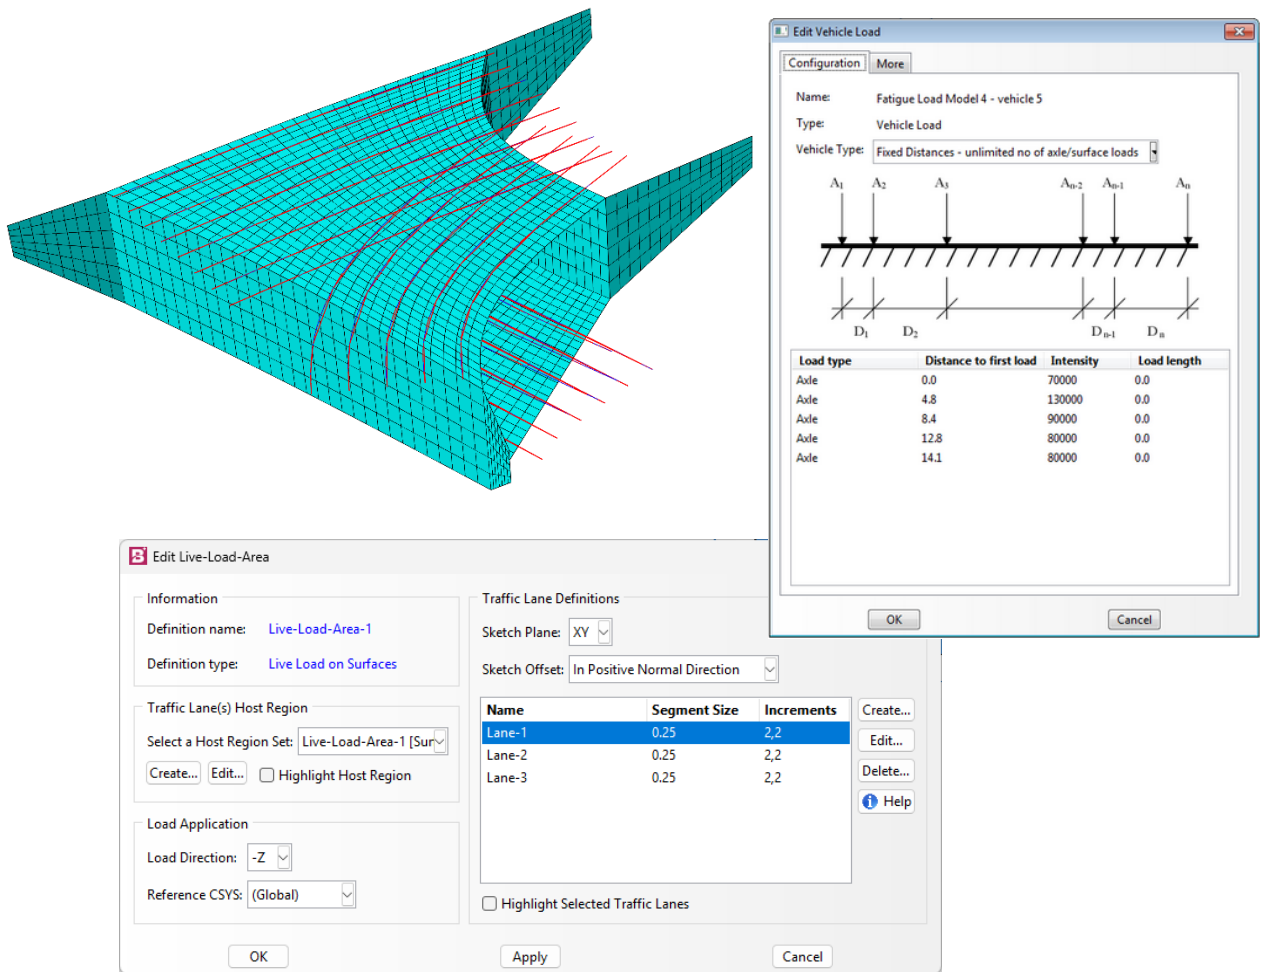 Edit Vehicle Load
Configuration More
Name: Fatigue Load Model 4 - vehicle 5
Type: Vehicle Load
Vehicle Type: Fixed Distances - unlimited no of axle/surface loads
A1 A2 A3 An-2 An-1 An
D1 D2 Dn-1 Dn
Load type Distance to first load Intensity Load length
Axle 0.0 70000 0.0
Axle 4.8 130000 0.0
Axle 8.4 90000 0.0
Axle 12.8 80000 0.0
Axle 14.1 80000 0.0
OK Cancel
Edit Live-Load-Area
Information
Definition name: Live-Load-Area-1
Definition type: Live Load on Surfaces
Traffic Lane(s) Host Region
Select a Host Region Set: Live-Load-Area-1 [Sur
Create... Edit... Highlight Host Region
Load Application
Load Direction: -Z
Reference CSYS: (Global)
Traffic Lane Definitions
Sketch Plane: XY
Sketch Offset: In Positive Normal Direction
Name Segment Size Increments
Lane-1 0.25 2,2
Lane-2 0.25 2,2
Lane-3 0.25 2,2
Create...
Edit...
Delete...
Help
Highlight Selected Traffic Lanes
OK Apply Cancel